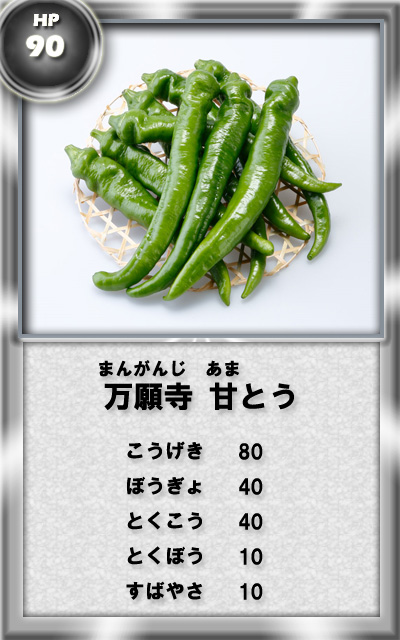 HP
90
まんがんじ あま
万願寺 甘とう
こうげき 80
ぼうぎょ 40
とくこう 40
とくぼう 10
すばやさ 10